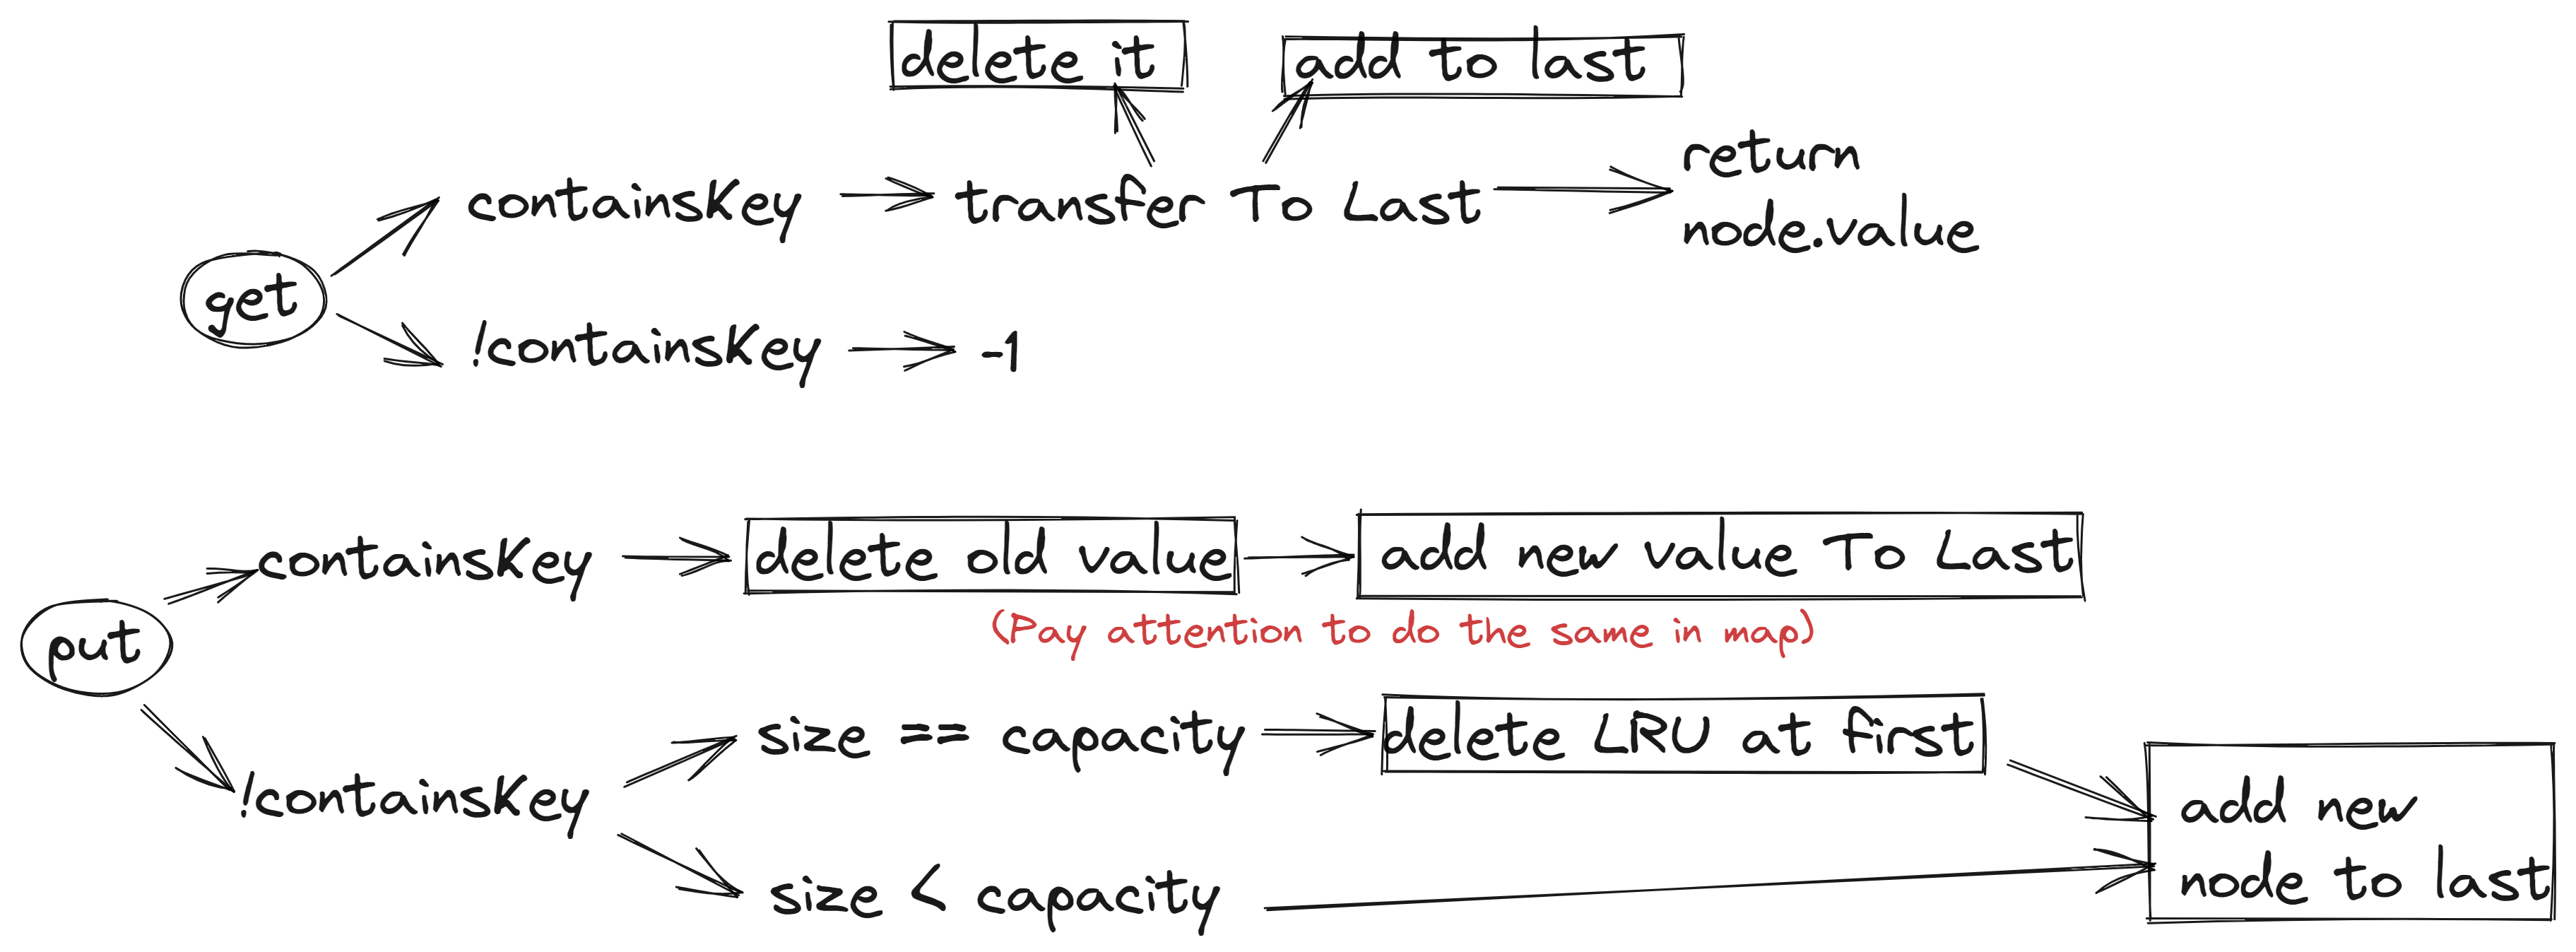 delete it
add to last
return
node.value
containsKey
transfer To Last
get
!containsKey
-1
containsKey
delete old value
add new value To Last
(Pay attention to do the same in map)
put
size == capacity
delete LRU at first
!containsKey
add new
node to last
size < capacity